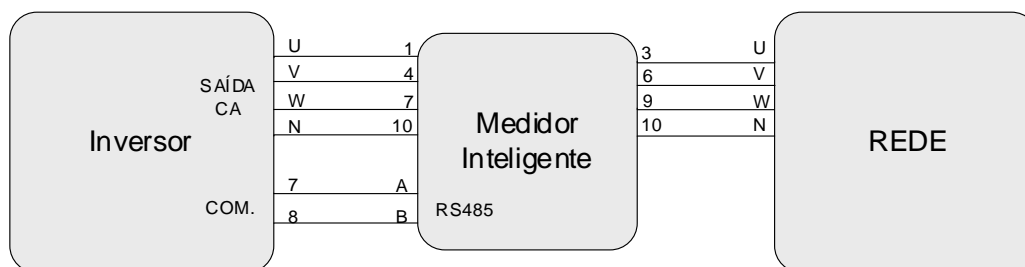 Inversor
SAÍDA
CA
COM.
U 1
V 4
W 7
N 10
7 A
8 B
Medidor
Inteligente
RS485
3 U
6 V
9 W
10 N
REDE